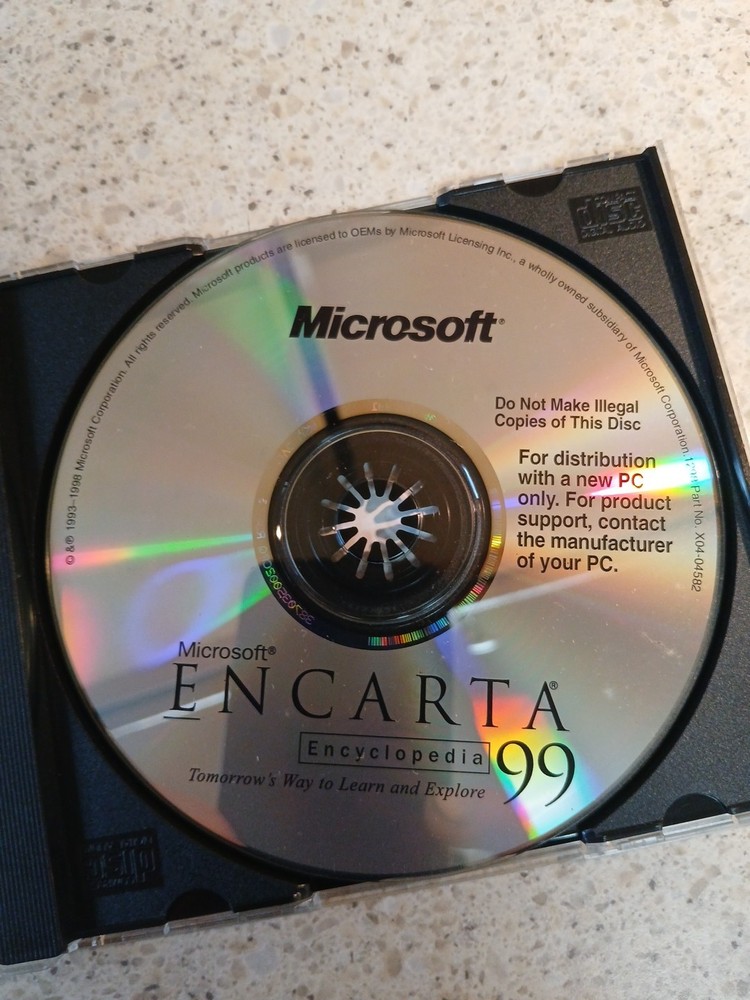 © & ℗ 1993-1998 Microsoft Corporation. All rights reserved. Microsoft products are licensed to OEMs by Microsoft Licensing Inc., a wholly owned subsidiary of Microsoft Corporation. Part No. X04-04582
Microsoft®
Do Not Make Illegal
Copies of This Disc
For distribution
with a new PC
only. For product
support, contact
the manufacturer
of your PC.
Microsoft®
ENCARTA®
Encyclopedia 99
Tomorrow's Way to Learn and Explore
disc
DIGITAL AUDIO